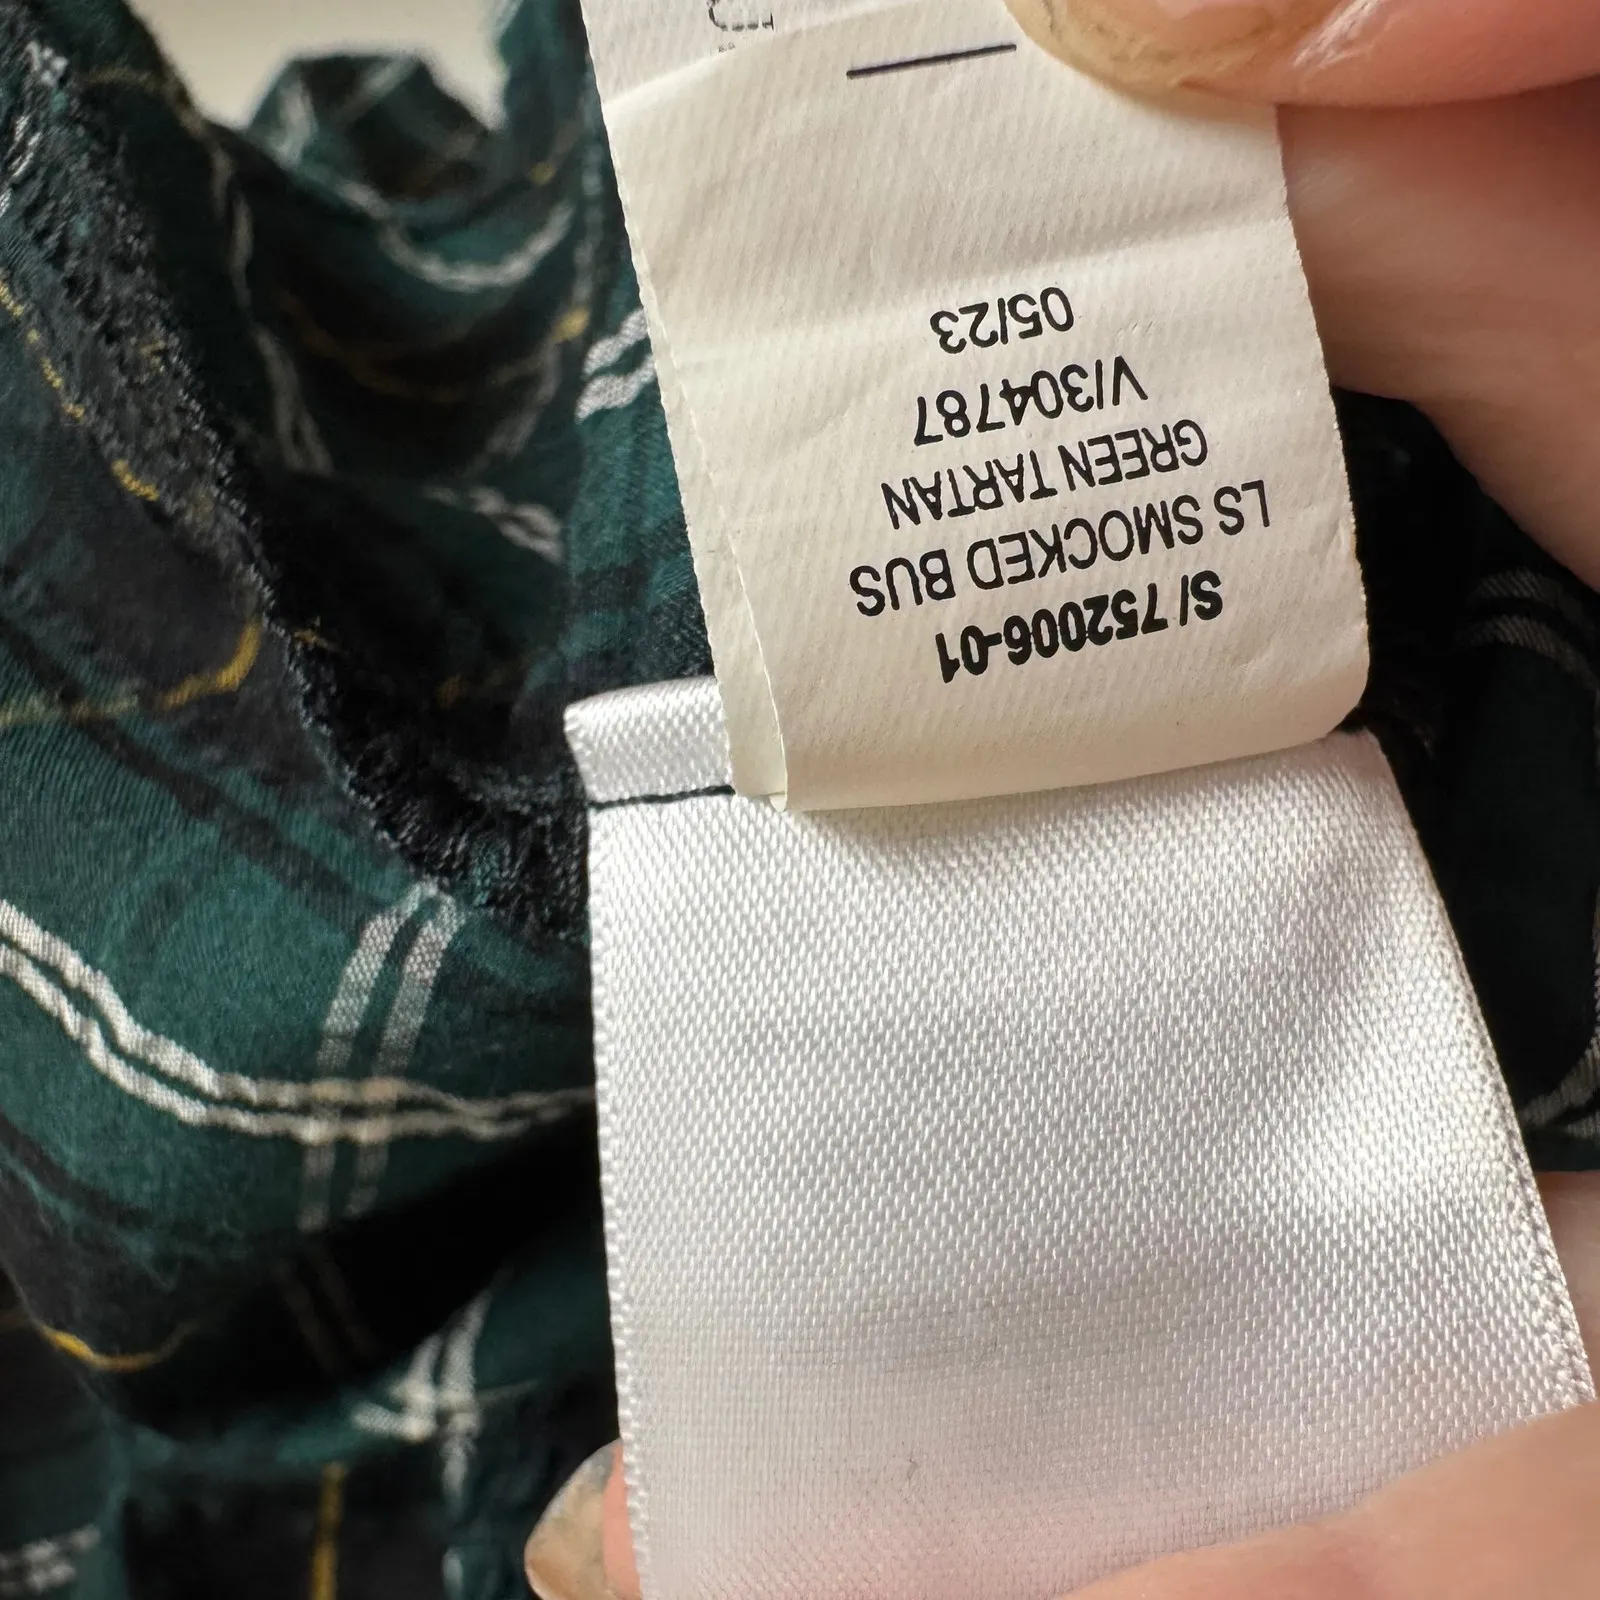 S/ 752006-01
LS SMOCKED BUS
GREEN TARTAN
V/304787
05/23